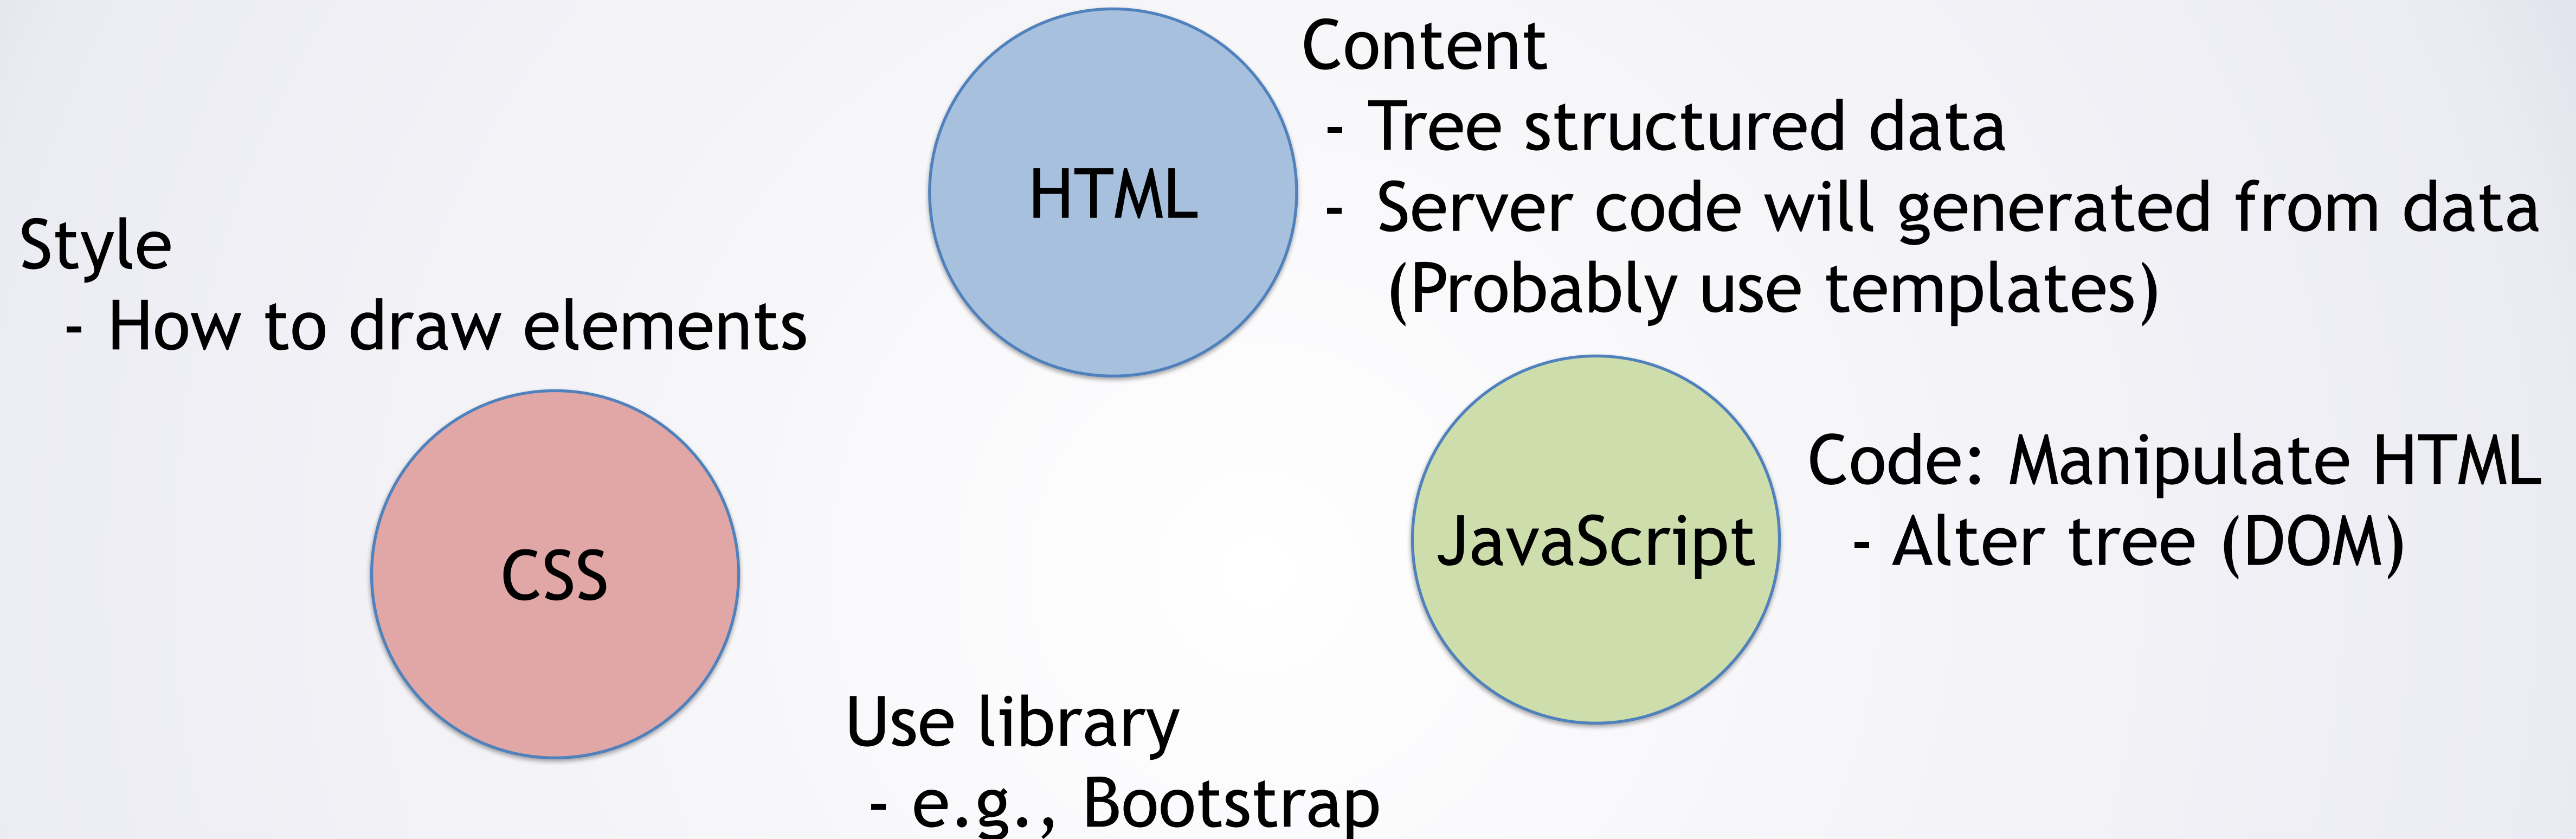 HTML
Content
- Tree structured data
- Server code will generated from data
(Probably use templates)
Style
- How to draw elements
CSS
JavaScript
Code: Manipulate HTML
- Alter tree (DOM)
Use library
- e.g., Bootstrap